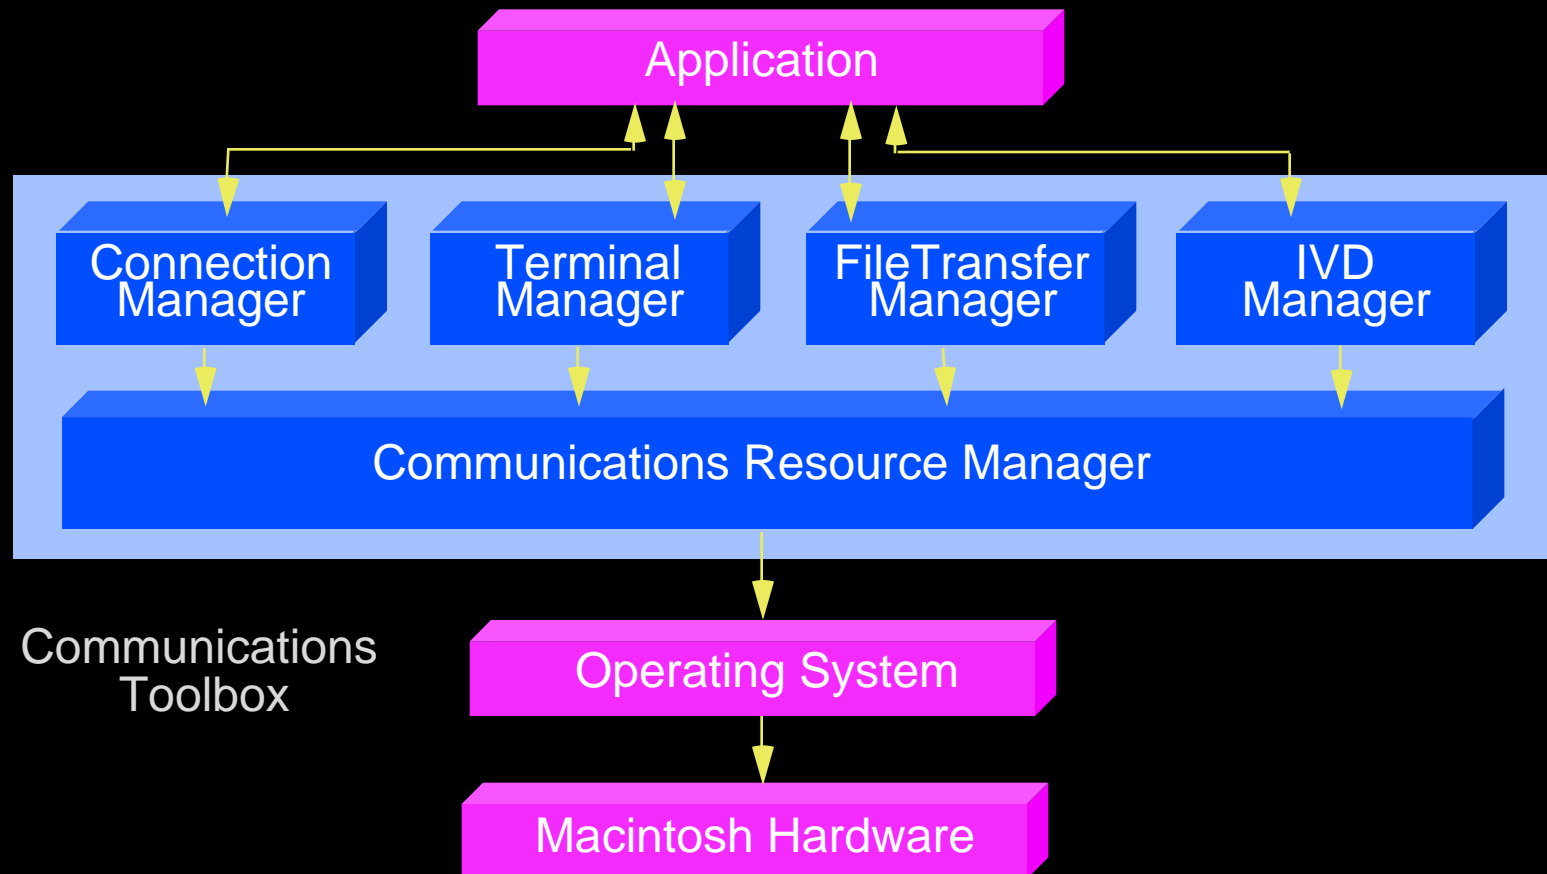 Application
Connection
Manager
Terminal
Manager
FileTransfer
Manager
IVD
Manager
Communications Resource Manager
Communications
Toolbox
Operating System
Macintosh Hardware